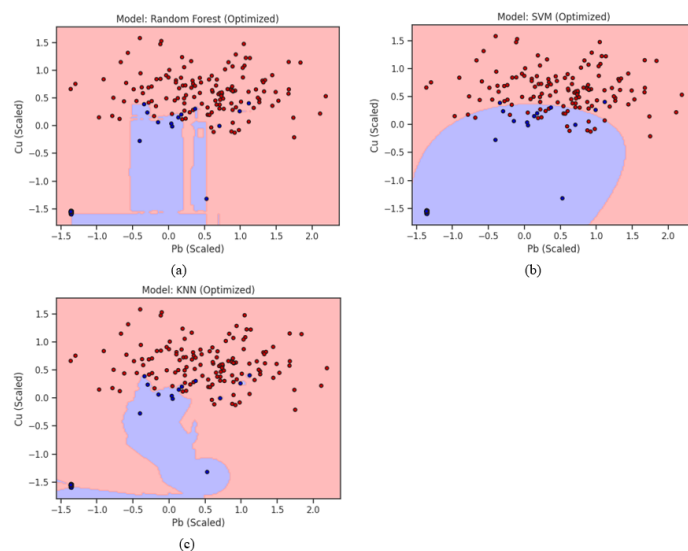 Model: Random Forest (Optimized)
Cu (Scaled)
1.5
1.0
0.5
0.0
−0.5
−1.0
−1.5
−1.5 −1.0 −0.5 0.0 0.5 1.0 1.5 2.0
Pb (Scaled)
(a)
Model: SVM (Optimized)
Cu (Scaled)
1.5
1.0
0.5
0.0
−0.5
−1.0
−1.5
−1.5 −1.0 −0.5 0.0 0.5 1.0 1.5 2.0
Pb (Scaled)
(b)
Model: KNN (Optimized)
Cu (Scaled)
1.5
1.0
0.5
0.0
−0.5
−1.0
−1.5
−1.5 −1.0 −0.5 0.0 0.5 1.0 1.5 2.0
Pb (Scaled)
(c)